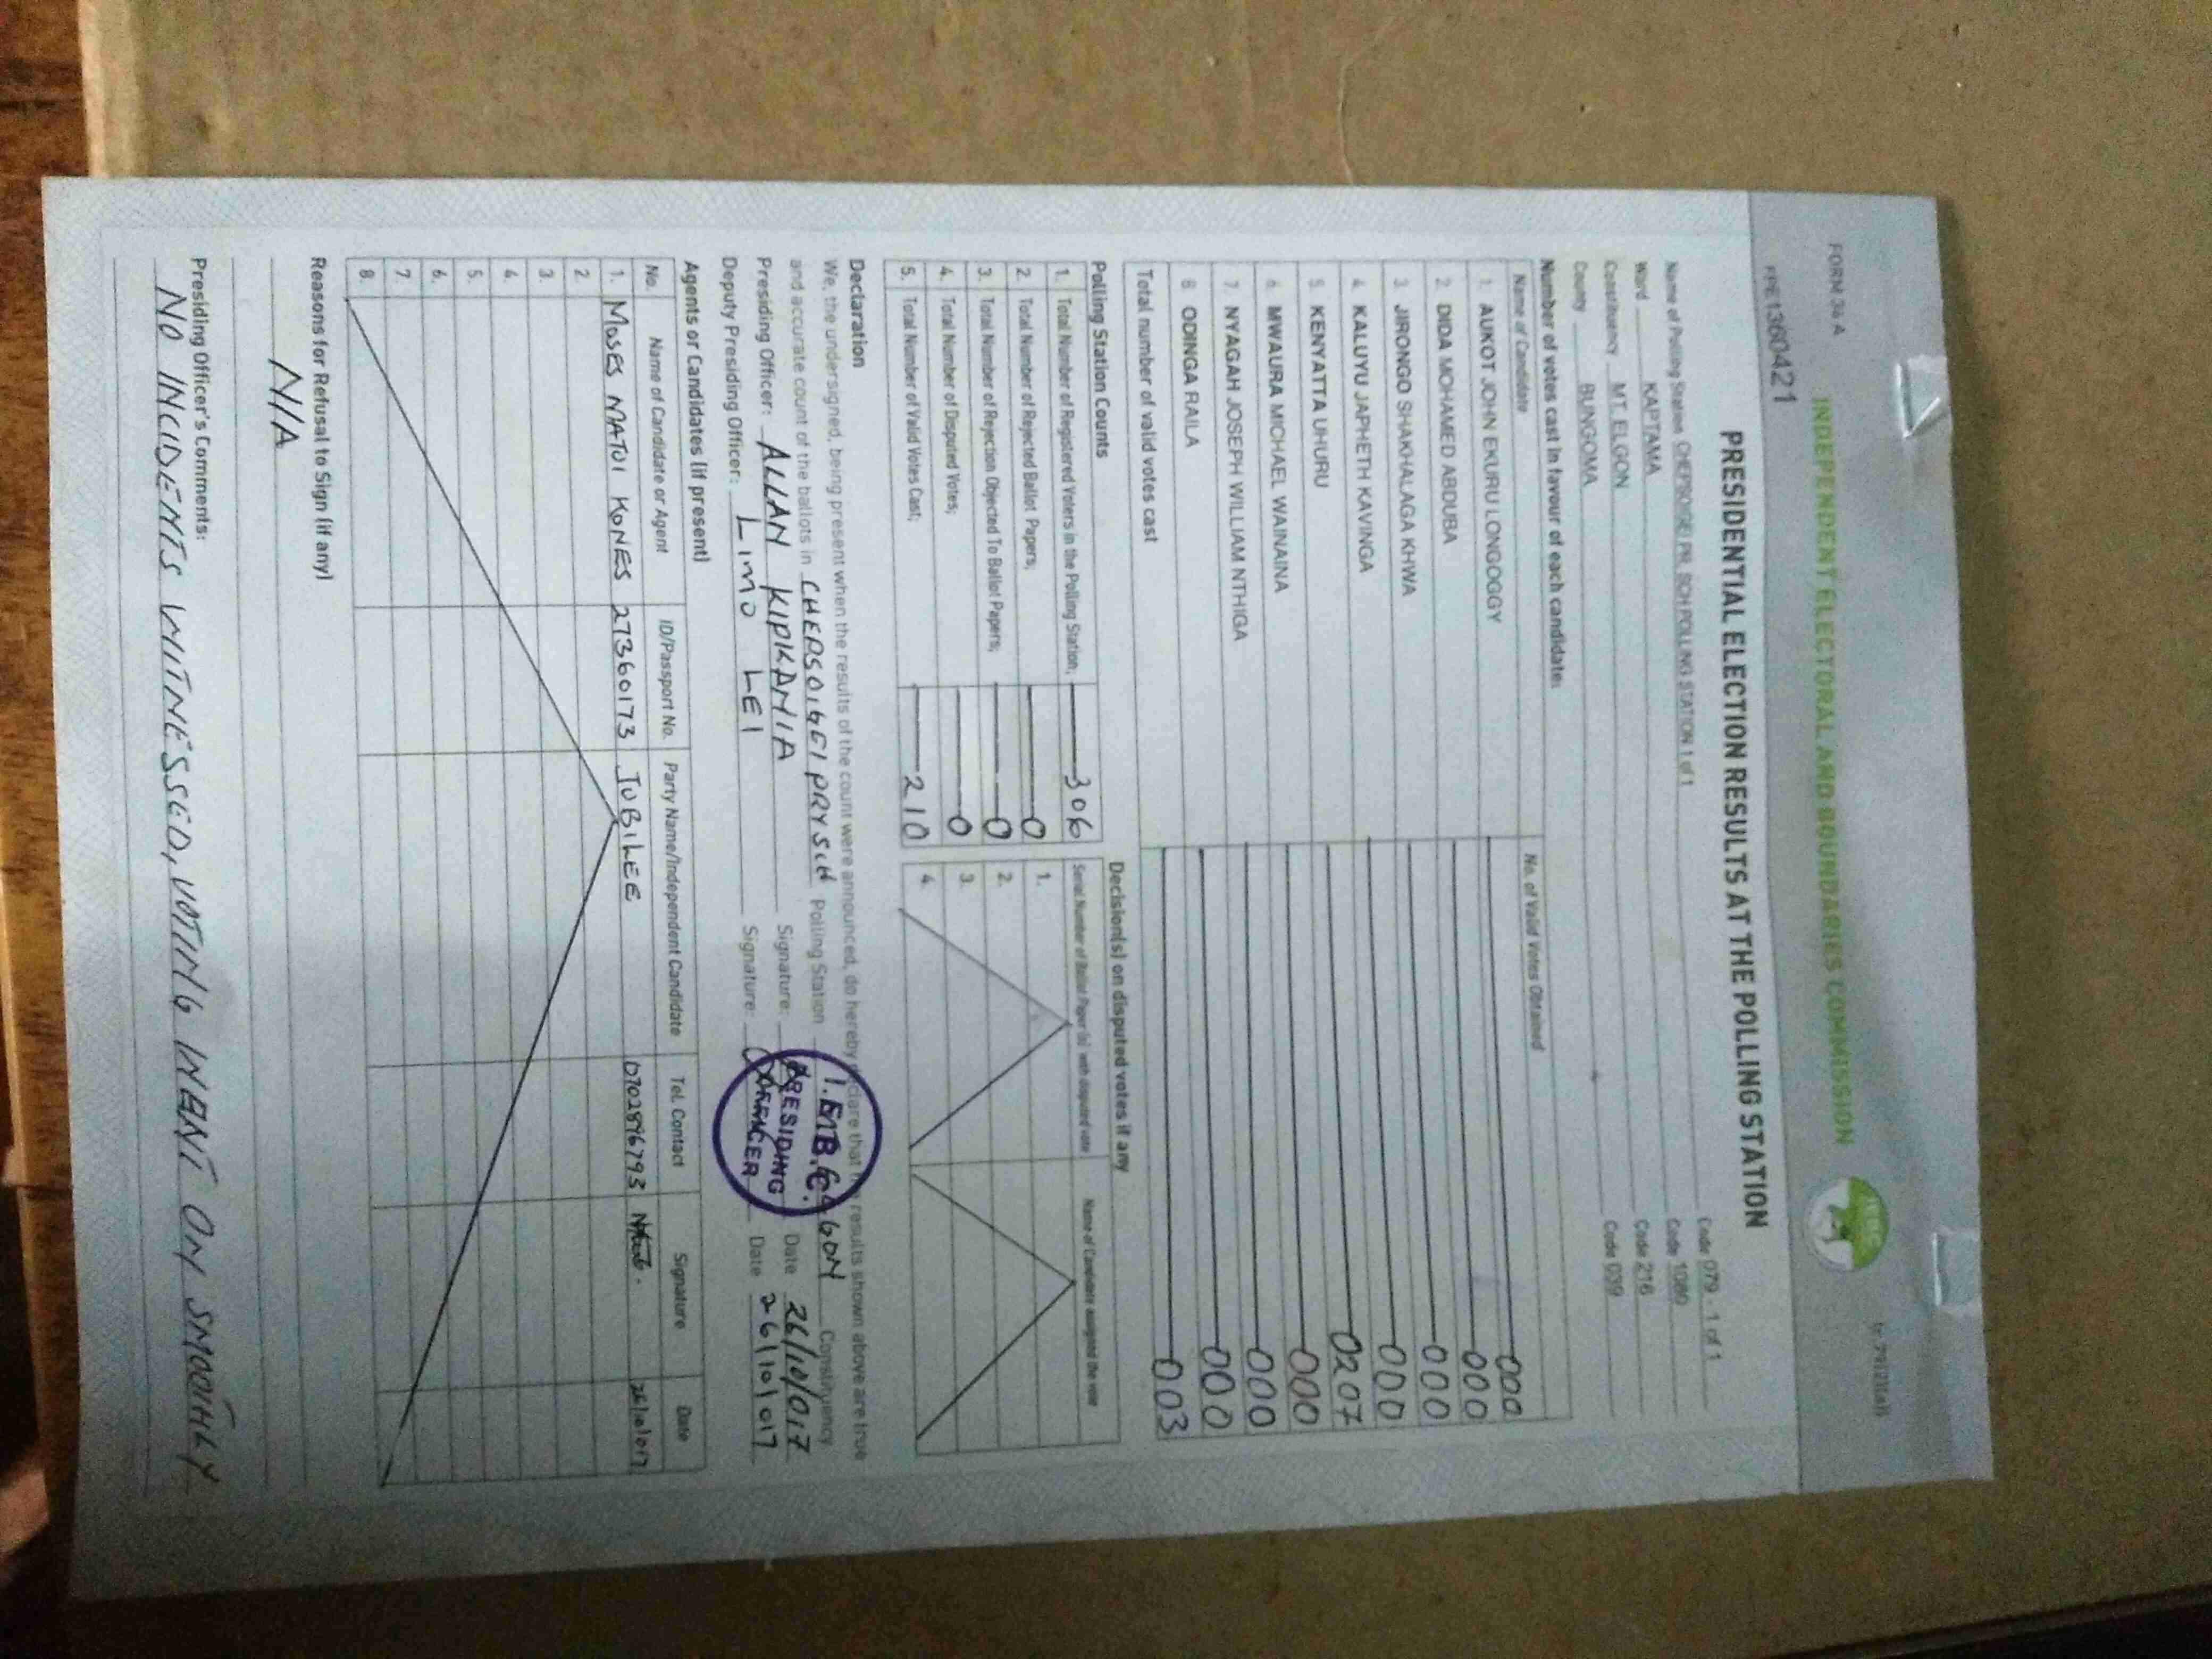 FORM 34 A
INDEPENDENT ELECTORAL AND BOUNDARIES COMMISSION
IEBC
PPE1360421
PRESIDENTIAL ELECTION RESULTS AT THE POLLING STATION
Name of Polling Station CHEPSOIGEI PR. SCH POLLING STATION 1 of 1 Code 079 - 1 of 1
Ward KAPTAMA Code 1080
Constituency MT. ELGON Code 216
County BUNGOMA Code 039
Number of votes cast in favour of each candidate:
Name of Candidate No. of Valid Votes Obtained
1. AUKOT JOHN EKURU LONGOGGY 000
2. DIDA MOHAMED ABDUBA 000
3. JIRONGO SHAKHALAGA KHWA 000
4. KALUYU JAPHETH KAVINGA 000
5. KENYATTA UHURU 0207
6. MWAURA MICHAEL WAINAINA 000
7. NYAGAH JOSEPH WILLIAM NTHIGA 000
8. ODINGA RAILA 000
Total number of valid votes cast 003
Polling Station Counts
1. Total Number of Registered Voters in the Polling Station; 306
2. Total Number of Rejected Ballot Papers; 0
3. Total Number of Rejection Objected To Ballot Papers; 0
4. Total Number of Disputed Votes; 0
5. Total Number of Valid Votes Cast; 210
Decision(s) on disputed votes if any
Serial Number of Ballot Paper (s) with disputed vote Name of Candidate assigned the vote
1.
2.
3.
4.
Declaration
We, the undersigned, being present when the results of the count were announced, do hereby declare that the results shown above are true
and accurate count of the ballots in CHEPSOIGEI PRY SCH Polling Station Constituency
Presiding Officer: ALLAN KIPIKANIA Signature: Date 26/10/017
Deputy Presiding Officer: LIMO LEI Signature: Date 26/10/017
I.E.B.C.
PRESIDING
OFFICER
Agents or Candidates (if present)
No. Name of Candidate or Agent ID/Passport No. Party Name/Independent Candidate Tel. Contact Signature Date
1. MOSES MATUI KONES 27360173 JUBILEE 0702896793 26/10/017
2.
3.
4.
5.
6.
7.
8.
Reasons for Refusal to Sign (if any)
N/A
Presiding Officer's Comments:
NO INCIDENTS WITNESSED, VOTING WENT ON SMOOTHLY